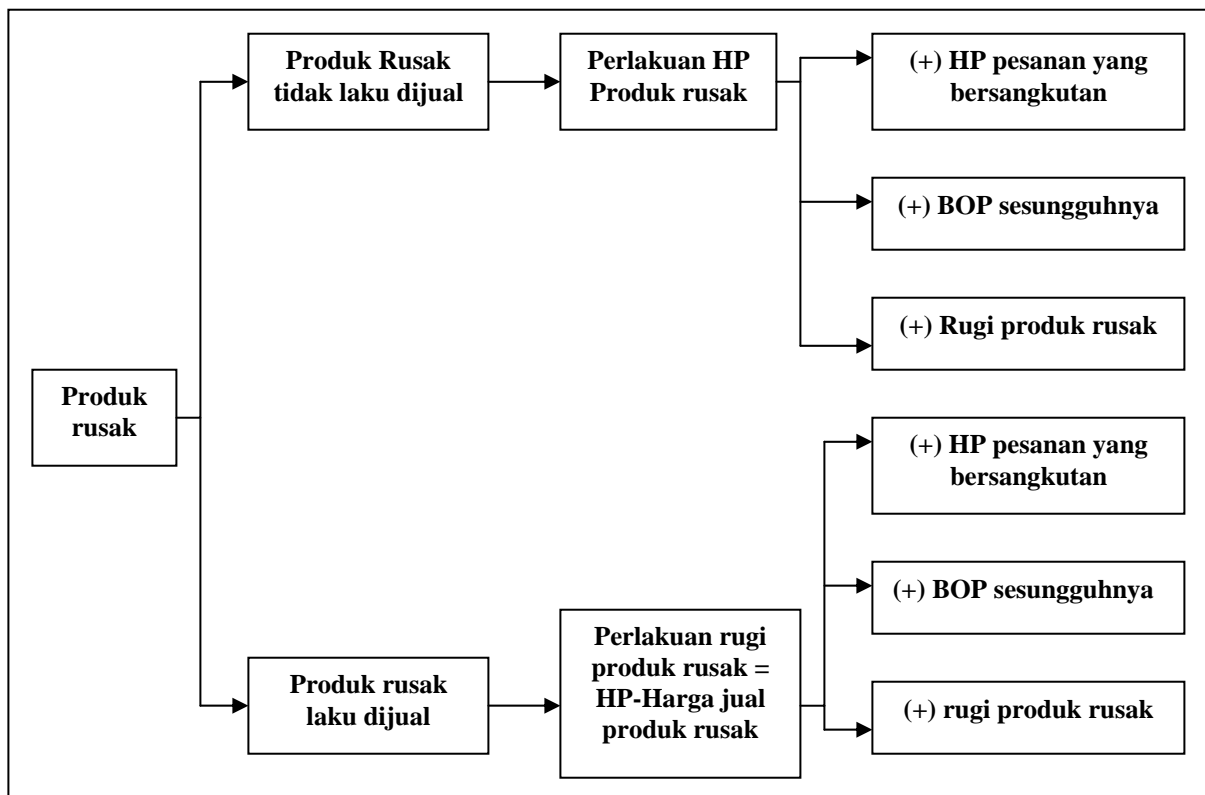 Produk
rusak
Produk Rusak
tidak laku dijual
Perlakuan HP
Produk rusak
(+) HP pesanan yang
bersangkutan
(+) BOP sesungguhnya
(+) Rugi produk rusak
Produk rusak
laku dijual
Perlakuan rugi
produk rusak =
HP-Harga jual
produk rusak
(+) HP pesanan yang
bersangkutan
(+) BOP sesungguhnya
(+) rugi produk rusak